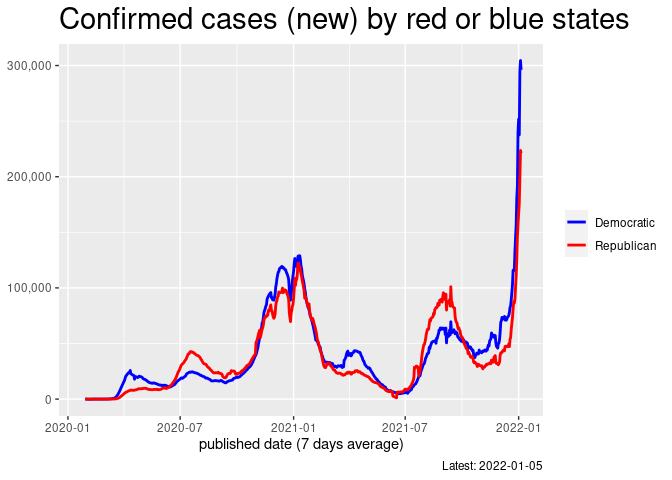 Confirmed cases (new) by red or blue states
300,000
200,000
100,000
0
2020-01
2020-07
2021-01
2021-07
2022-01
published date (7 days average)
Democratic
Republican
Latest: 2022-01-05